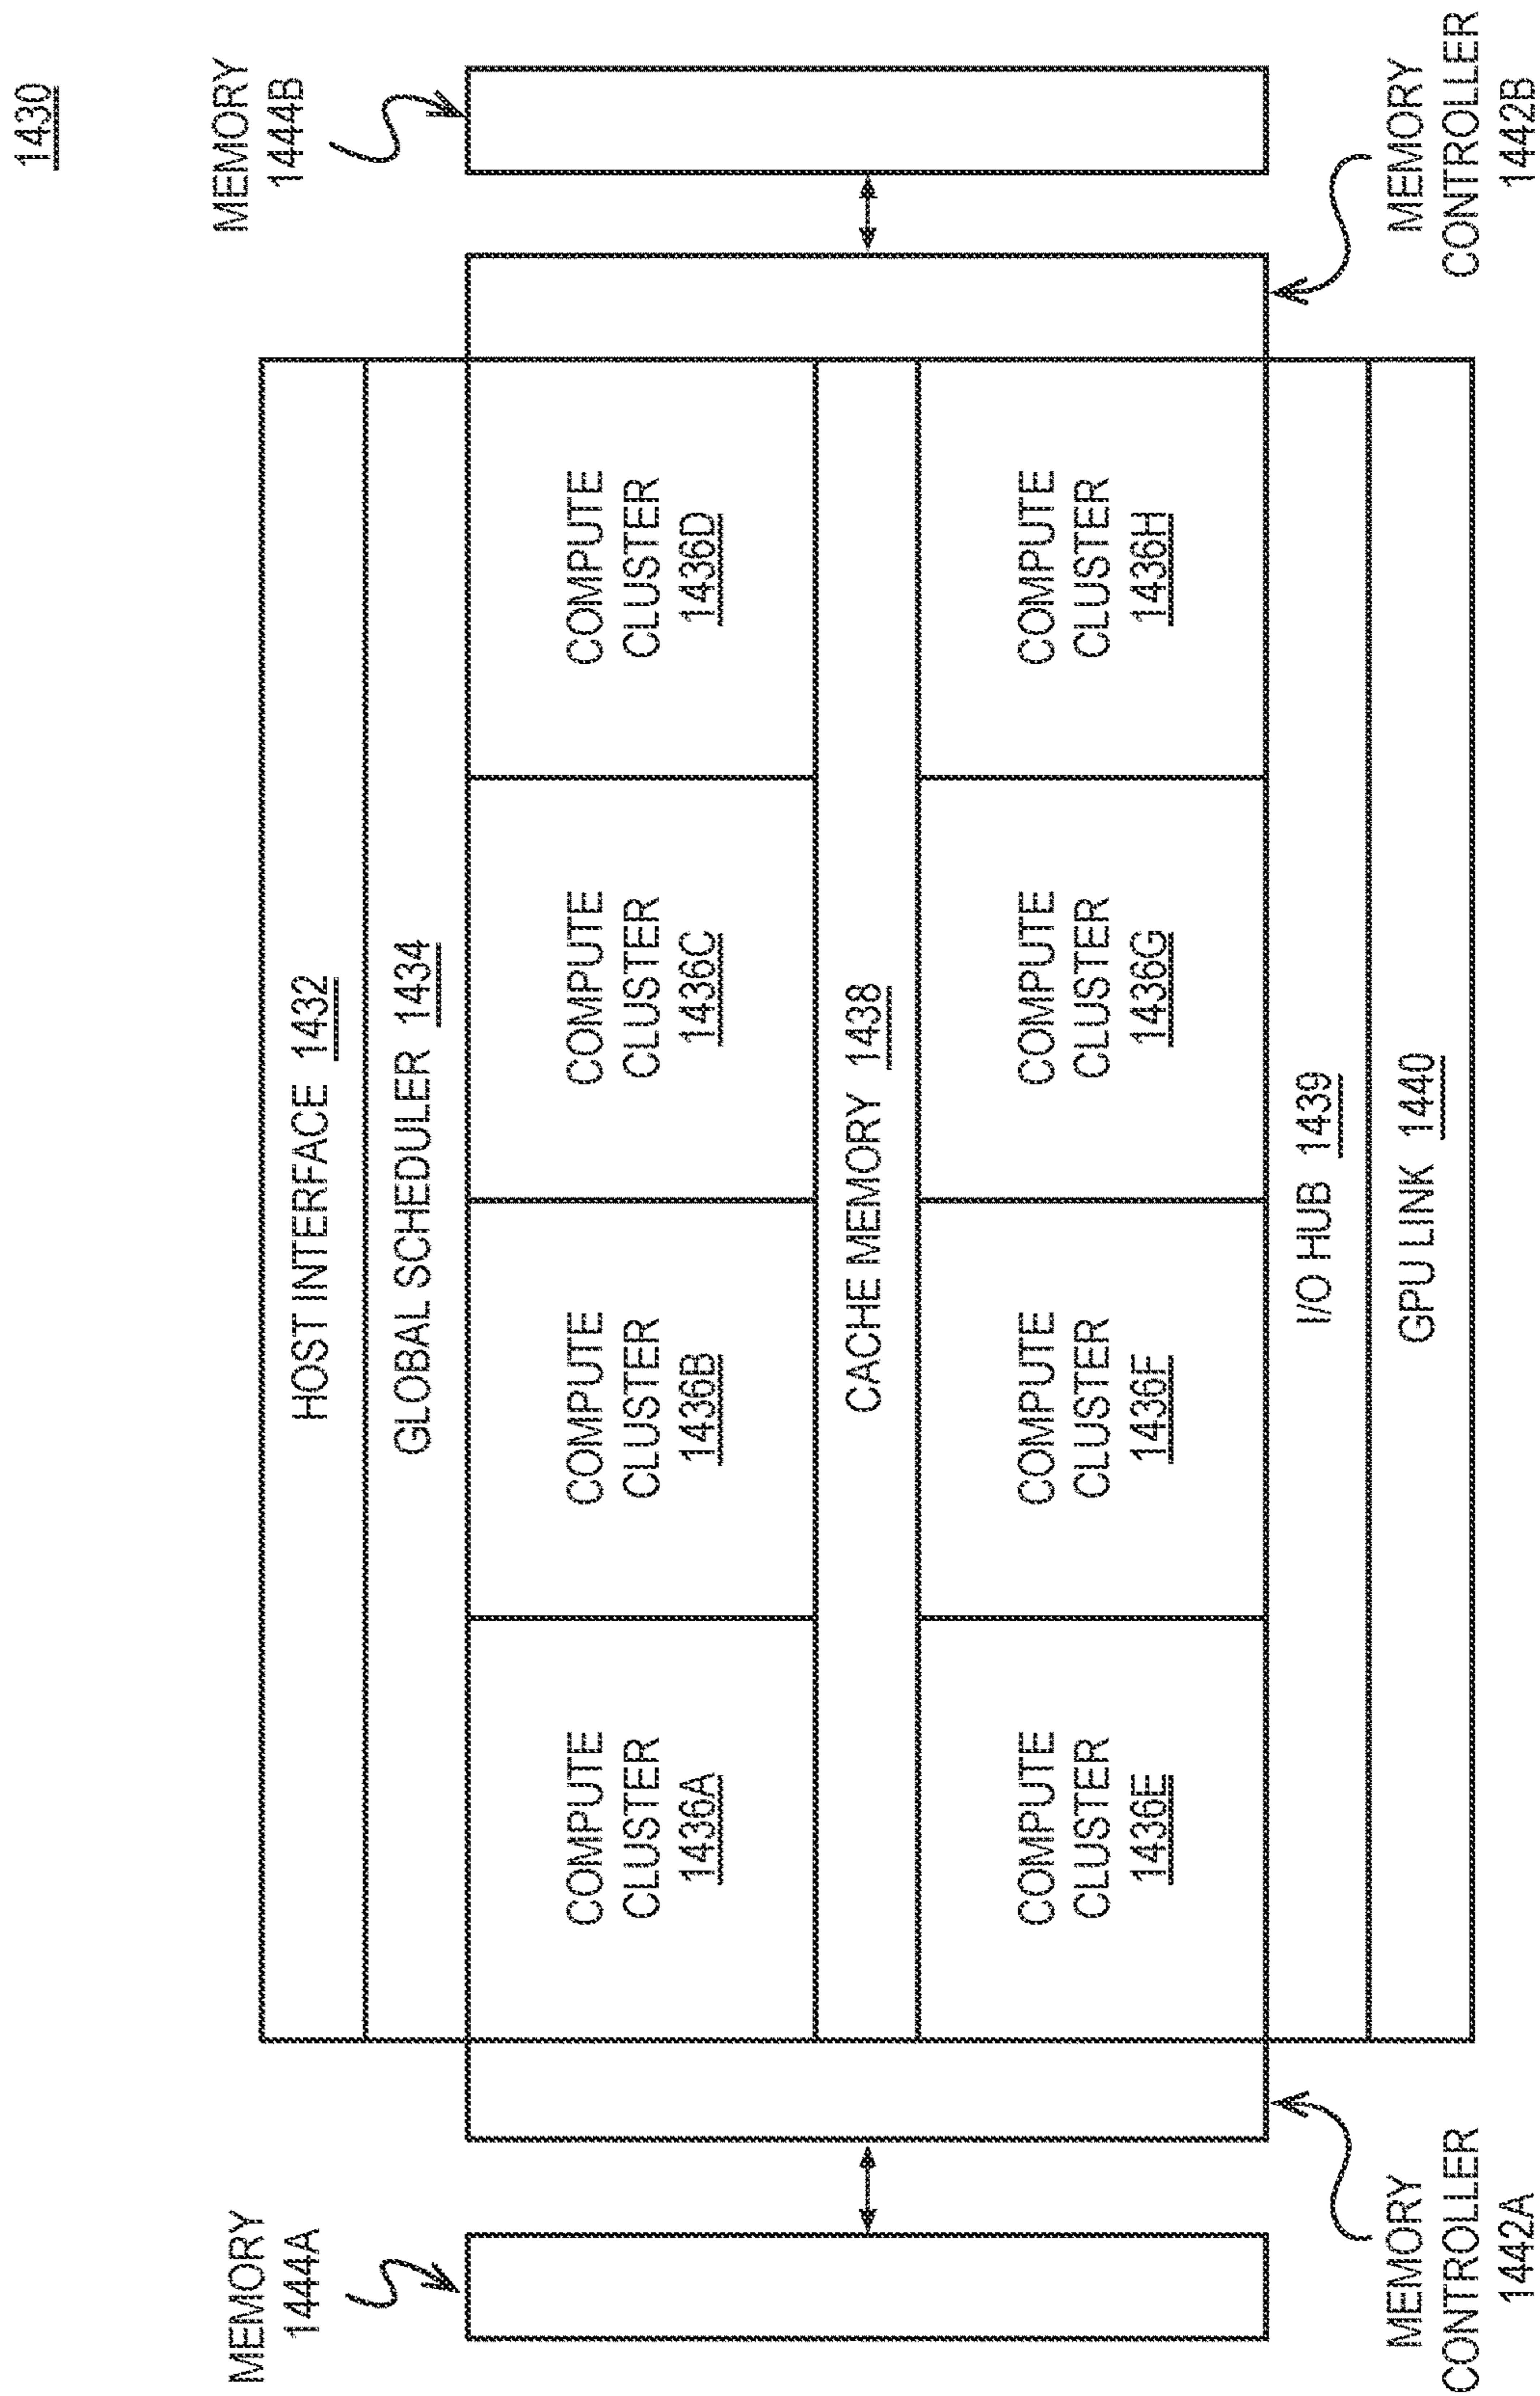 1430
MEMORY
1444A
MEMORY
1444B
HOST INTERFACE 1432
GLOBAL SCHEDULER 1434
COMPUTE
CLUSTER
1436A
COMPUTE
CLUSTER
1436B
COMPUTE
CLUSTER
1436C
COMPUTE
CLUSTER
1436D
CACHE MEMORY 1438
COMPUTE
CLUSTER
1436E
COMPUTE
CLUSTER
1436F
COMPUTE
CLUSTER
1436G
COMPUTE
CLUSTER
1436H
I/O HUB 1439
GPU LINK 1440
MEMORY
CONTROLLER
1442A
MEMORY
CONTROLLER
1442B